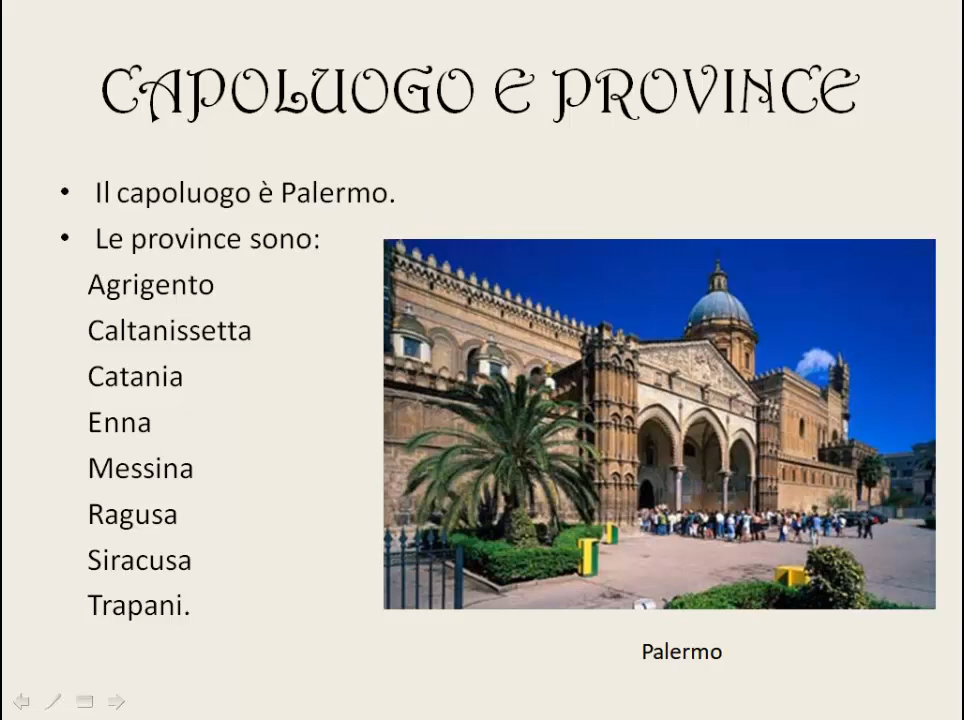 CAPOLUOGO E PROVINCE
• Il capoluogo è Palermo.
• Le province sono:
Agrigento
Caltanissetta
Catania
Enna
Messina
Ragusa
Siracusa
Trapani.
Palermo